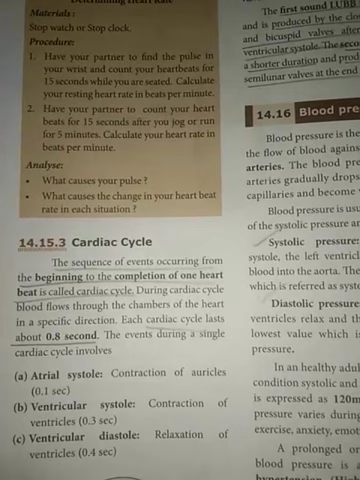 Determining Heart Rate
Materials:
Stop watch or Stop clock.
Procedure:
1. Have your partner to find the pulse in
your wrist and count your heartbeats for
15 seconds while you are seated. Calculate
your resting heart rate in beats per minute.
2. Have your partner to count your heart
beats for 15 seconds after you jog or run
for 5 minutes. Calculate your heart rate in
beats per minute.
Analyse:
• What causes your pulse ?
• What causes the change in your heart beat
rate in each situation ?
14.15.3 Cardiac Cycle
The sequence of events occurring from
the beginning to the completion of one heart
beat is called cardiac cycle. During cardiac cycle
blood flows through the chambers of the heart
in a specific direction. Each cardiac cycle lasts
about 0.8 second. The events during a single
cardiac cycle involves
(a) Atrial systole: Contraction of auricles
(0.1 sec)
(b) Ventricular systole: Contraction of
ventricles (0.3 sec)
(c) Ventricular diastole: Relaxation of
ventricles (0.4 sec)
The first sound LUBB
and is produced by the clo
and bicuspid valves after
ventricular systole. The seco
a shorter duration and prod
semilunar valves at the end
14.16 Blood pre
Blood pressure is the
the flow of blood agains
arteries. The blood pre
arteries gradually drops
capillaries and become
Blood pressure is usu
of the systolic pressure an
Systolic pressure:
systole, the left ventricl
blood into the aorta. The
which is referred as systo
Diastolic pressure
ventricles relax and th
lowest value which is
pressure.
In an healthy adul
condition systolic and
is expressed as 120m
pressure varies during
exercise, anxiety, emot
A prolonged or
blood pressure is
hypertension (High